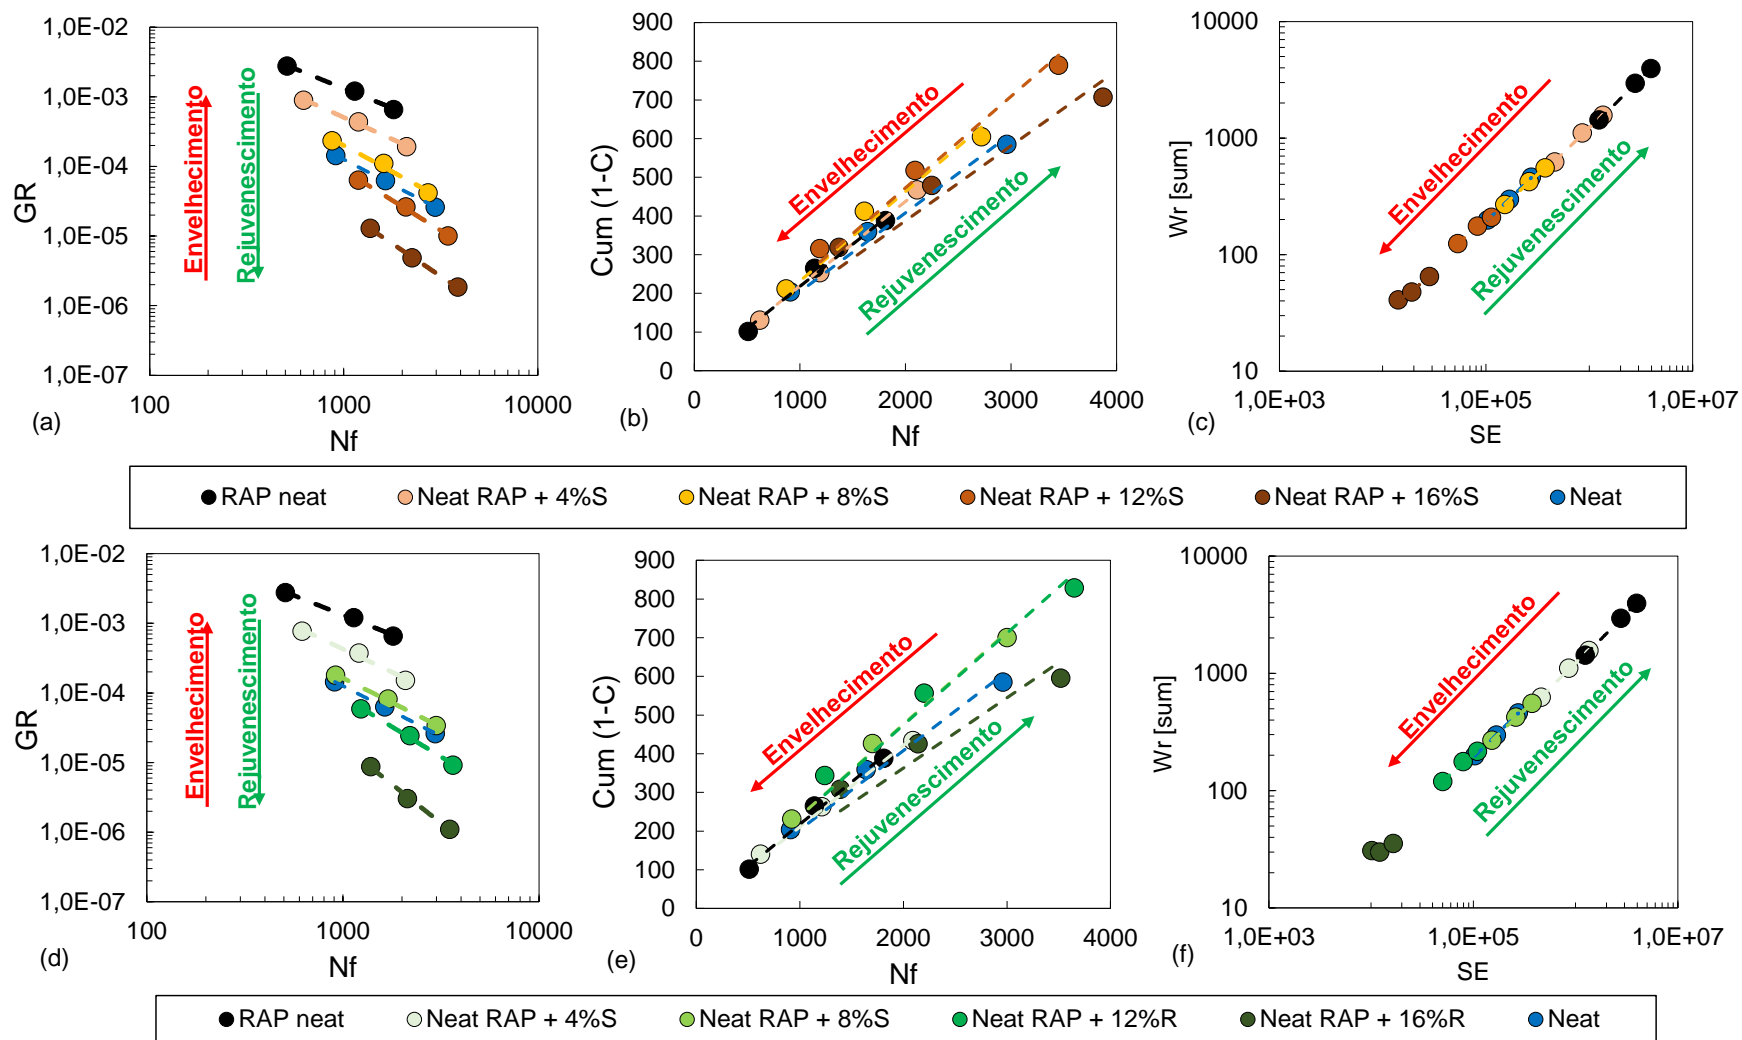 1,0E-02
1,0E-03
1,0E-04
1,0E-05
1,0E-06
1,0E-07
GR
Envelhecimento
Rejuvenescimento
100
1000
10000
Nf
(a)
900
800
700
600
500
400
300
200
100
0
Cum (1-C)
Envelhecimento
Rejuvenescimento
0
1000
2000
3000
4000
Nf
(b)
10000
1000
100
10
Wr [sum]
Envelhecimento
Rejuvenescimento
1,0E+03
1,0E+05
1,0E+07
SE
(c)
RAP neat
Neat RAP + 4%S
Neat RAP + 8%S
Neat RAP + 12%S
Neat RAP + 16%S
Neat
1,0E-02
1,0E-03
1,0E-04
1,0E-05
1,0E-06
1,0E-07
GR
Envelhecimento
Rejuvenescimento
100
1000
10000
Nf
(d)
900
800
700
600
500
400
300
200
100
0
Cum (1-C)
Envelhecimento
Rejuvenescimento
0
1000
2000
3000
4000
Nf
(e)
10000
1000
100
10
Wr [sum]
Envelhecimento
Rejuvenescimento
1,0E+03
1,0E+05
1,0E+07
SE
(f)
RAP neat
Neat RAP + 4%S
Neat RAP + 8%S
Neat RAP + 12%R
Neat RAP + 16%R
Neat